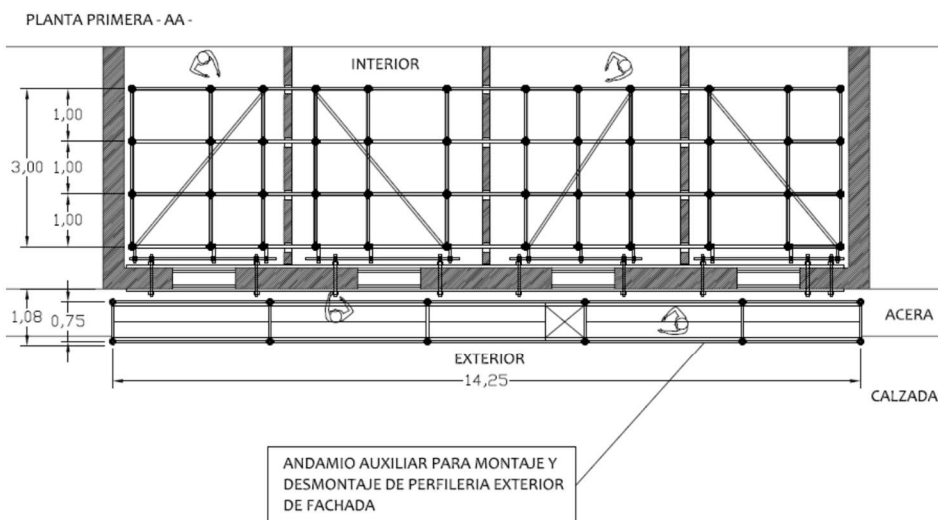 PLANTA PRIMERA - AA -
INTERIOR
1,00
3,00
1,00
1,00
1,08
0,75
ACERA
EXTERIOR
14,25
CALZADA
ANDAMIO AUXILIAR PARA MONTAJE Y
DESMONTAJE DE PERFILERIA EXTERIOR
DE FACHADA